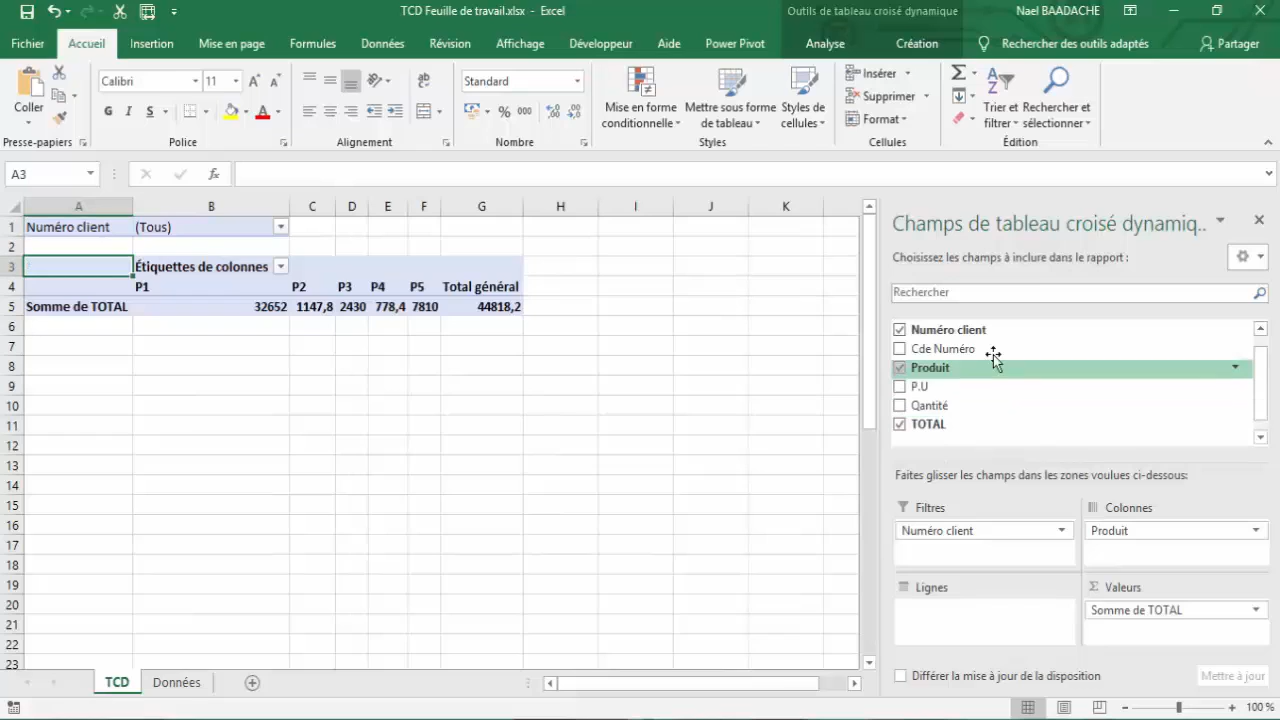 TCD Feuille de travail.xlsx - Excel
Outils de tableau croisé dynamique
Nael BAADACHE
Fichier Accueil Insertion Mise en page Formules Données Révision Affichage Développeur Aide Power Pivot Analyse Création Rechercher des outils adaptés Partager
Coller
Calibri 11
G I S
Standard
% 000
Mise en forme conditionnelle
Mettre sous forme de tableau
Styles de cellules
Insérer
Supprimer
Format
Trier et filtrer
Rechercher et sélectionner
Presse-papiers Police Alignement Nombre Styles Cellules Édition
A3
fx
A B C D E F G H I J K
1 Numéro client (Tous)
2
3 Étiquettes de colonnes
4 P1 P2 P3 P4 P5 Total général
5 Somme de TOTAL 32652 1147,8 2430 778,4 7810 44818,2
6
7
8
9
10
11
12
13
14
15
16
17
18
19
20
21
22
23
Champs de tableau croisé dynamiq..
Choisissez les champs à inclure dans le rapport :
Rechercher
Numéro client
Cde Numéro
Produit
P.U
Qantité
TOTAL
Faites glisser les champs dans les zones voulues ci-dessous:
Filtres
Numéro client
Colonnes
Produit
Lignes
Σ Valeurs
Somme de TOTAL
Différer la mise à jour de la disposition
Mettre à jour
TCD Données
100 %